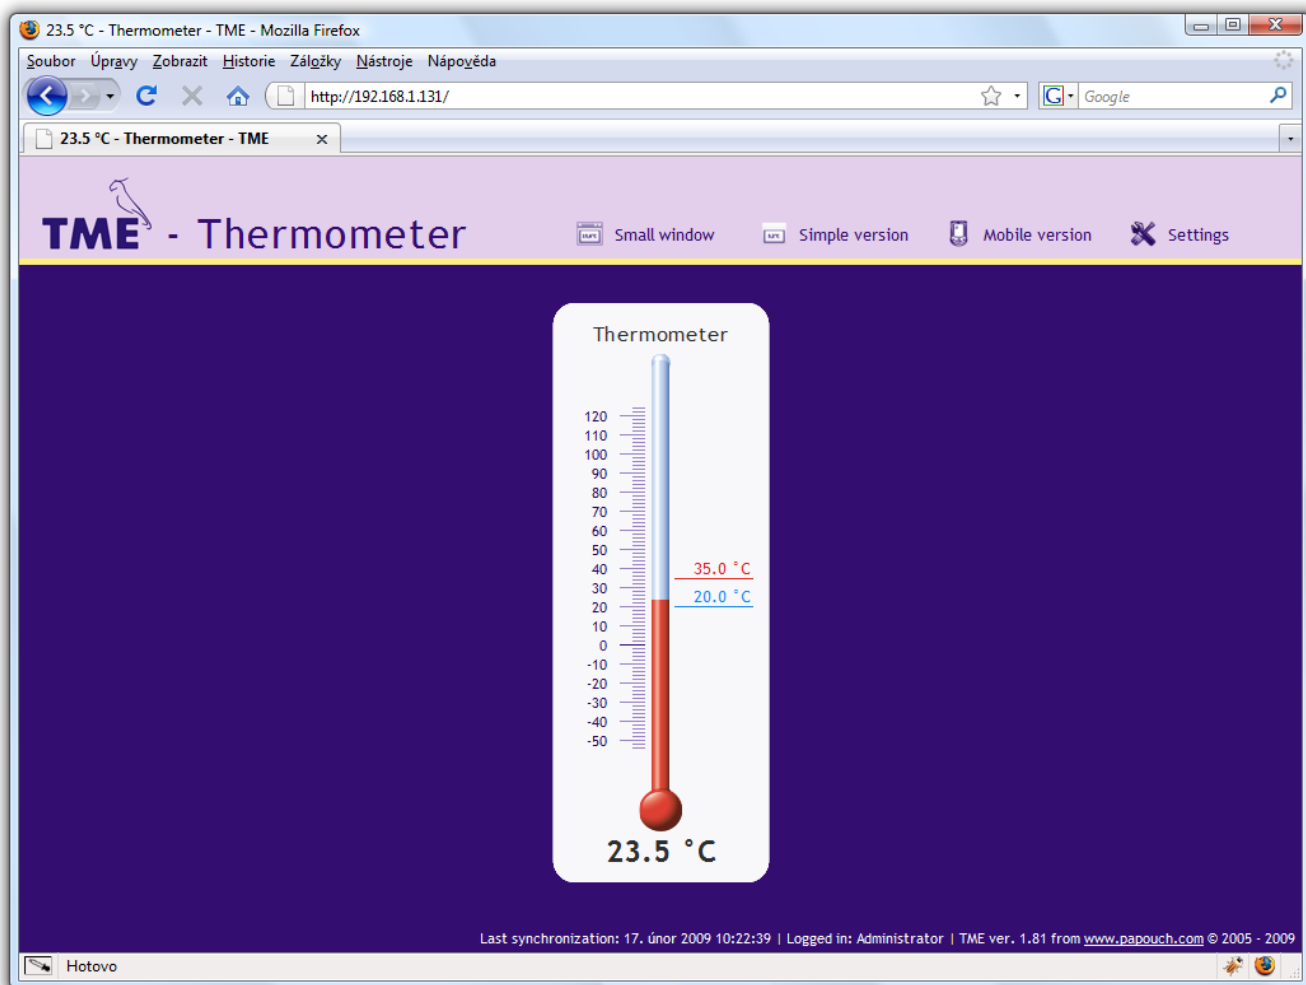 23.5 °C - Thermometer - TME - Mozilla Firefox
Soubor Úpravy Zobrazit Historie Záložky Nástroje Nápověda
http://192.168.1.131/
Google
23.5 °C - Thermometer - TME
TME - Thermometer
Small window
Simple version
Mobile version
Settings
Thermometer
120
110
100
90
80
70
60
50
40
35.0 °C
30
20.0 °C
20
10
0
-10
-20
-30
-40
-50
23.5 °C
Last synchronization: 17. únor 2009 10:22:39 | Logged in: Administrator | TME ver. 1.81 from www.papouch.com © 2005 - 2009
Hotovo